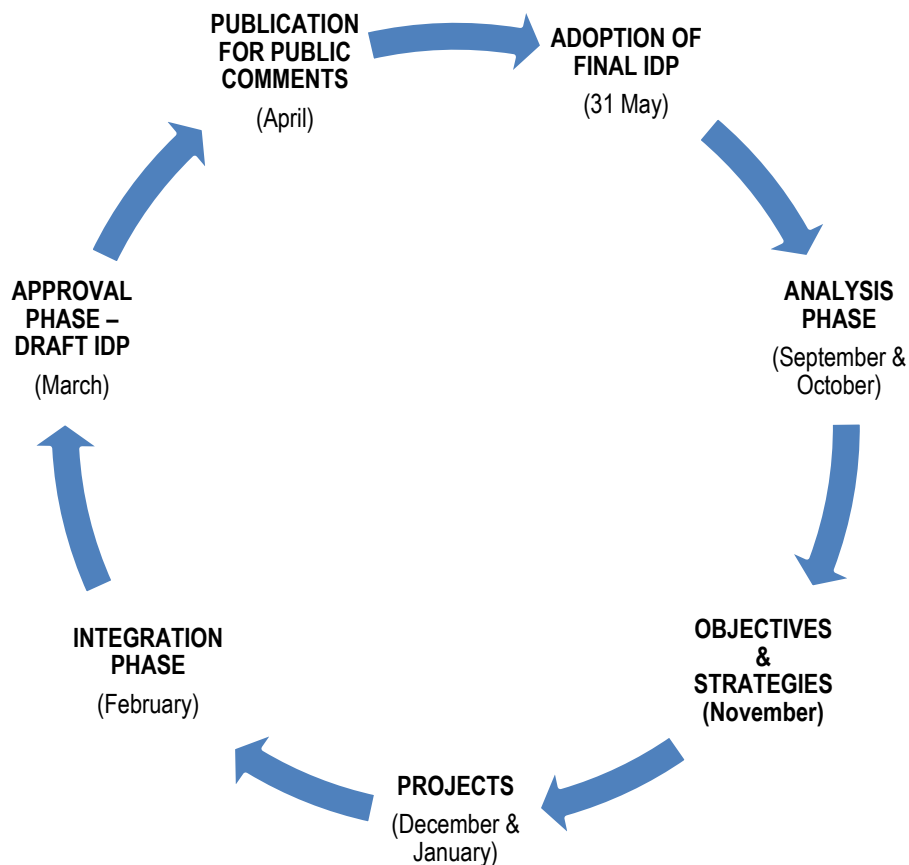 PUBLICATION
FOR PUBLIC
COMMENTS
(April)
ADOPTION OF
FINAL IDP
(31 May)
ANALYSIS
PHASE
(September &
October)
OBJECTIVES
&
STRATEGIES
(November)
PROJECTS
(December &
January)
INTEGRATION
PHASE
(February)
APPROVAL
PHASE –
DRAFT IDP
(March)